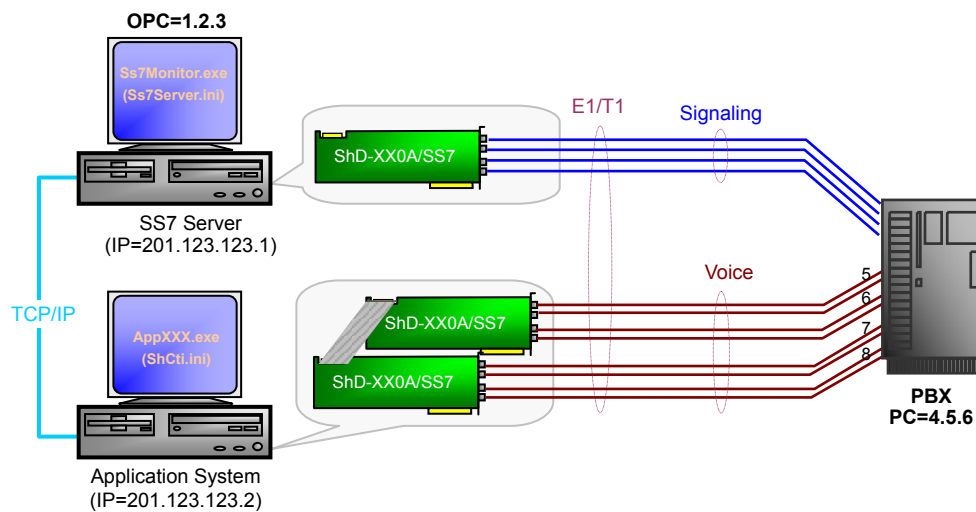 OPC=1.2.3
Ss7Monitor.exe
(Ss7Server.ini)
ShD-XX0A/SS7
E1/T1
Signaling
SS7 Server
(IP=201.123.123.1)
TCP/IP
AppXXX.exe
(ShCti.ini)
ShD-XX0A/SS7
ShD-XX0A/SS7
Voice
5
6
7
8
PBX
PC=4.5.6
Application System
(IP=201.123.123.2)